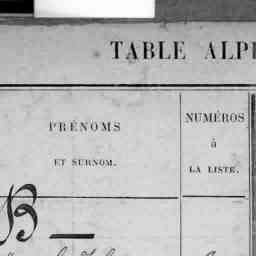 TABLE ALP
PRÉNOMS
ET SURNOM.
NUMÉROS
à
LA LISTE.
B